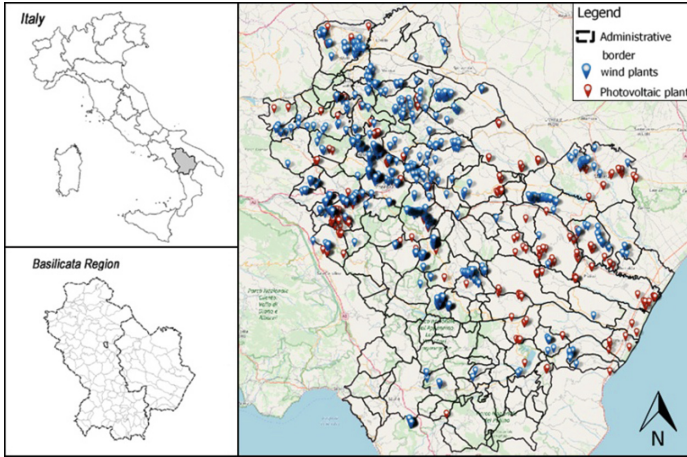 Italy
Basilicata Region
Legend
Administrative
border
wind plants
Photovoltaic plant
N